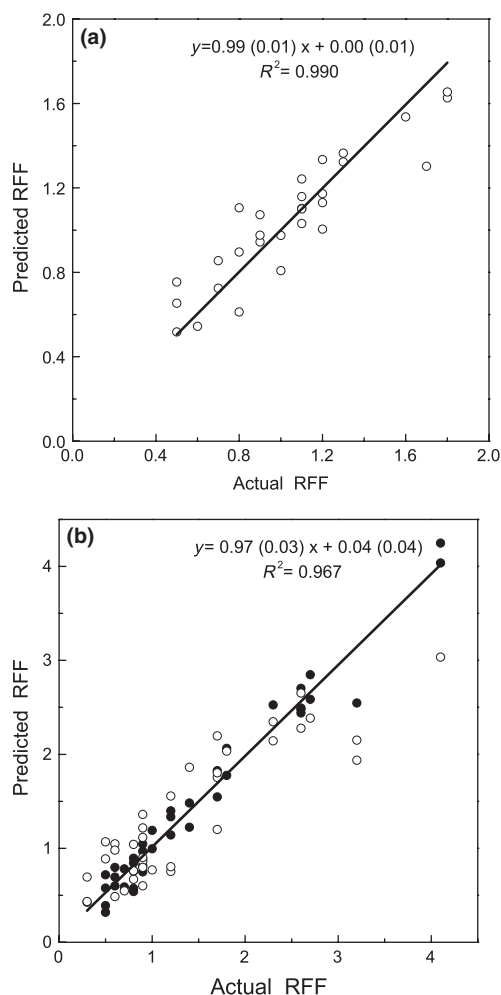 (a)
y=0.99 (0.01) x + 0.00 (0.01)
R²= 0.990
2.0
1.6
1.2
0.8
0.4
0.0
Predicted RFF
0.0 0.4 0.8 1.2 1.6 2.0
Actual RFF
(b)
y= 0.97 (0.03) x + 0.04 (0.04)
R²= 0.967
4
3
2
1
0
Predicted RFF
0 1 2 3 4
Actual RFF